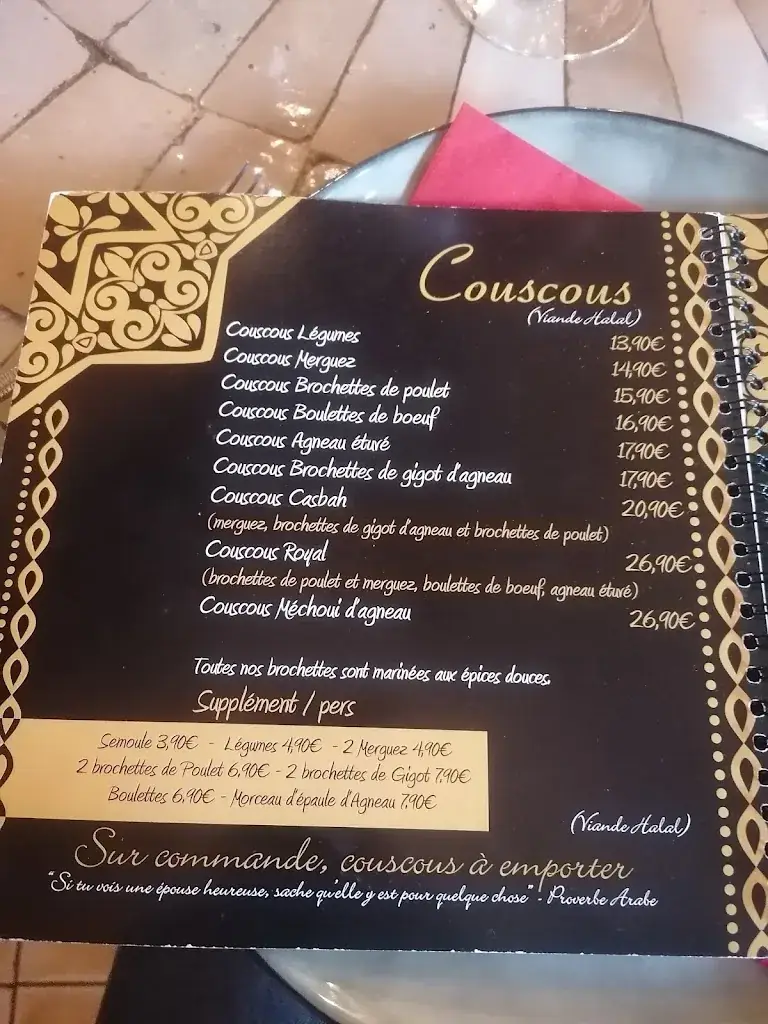 Couscous
(Viande Halal)
Couscous Légumes 13,90€
Couscous Merguez 14,90€
Couscous Brochettes de poulet 15,90€
Couscous Boulettes de boeuf 16,90€
Couscous Agneau éturé 17,90€
Couscous Brochettes de gigot d'agneau 17,90€
Couscous Casbah 20,90€
(merguez, brochettes de gigot d'agneau et brochettes de poulet)
Couscous Royal 26,90€
(brochettes de poulet et merguez, boulettes de boeuf, agneau éturé)
Couscous Méchoui d'agneau 26,90€
Toutes nos brochettes sont marinées aux épices douces.
Supplément / pers
Semoule 3,90€ - Légumes 4,90€ - 2 Merguez 4,90€
2 brochettes de Poulet 6,90€ - 2 brochettes de Gigot 7,90€
Boulettes 6,90€ - Morceau d'épaule d'Agneau 7,90€
(Viande Halal)
Sur commande, couscous à emporter
"Si tu vois une épouse heureuse, sache qu'elle y est pour quelque chose" - Proverbe Arabe